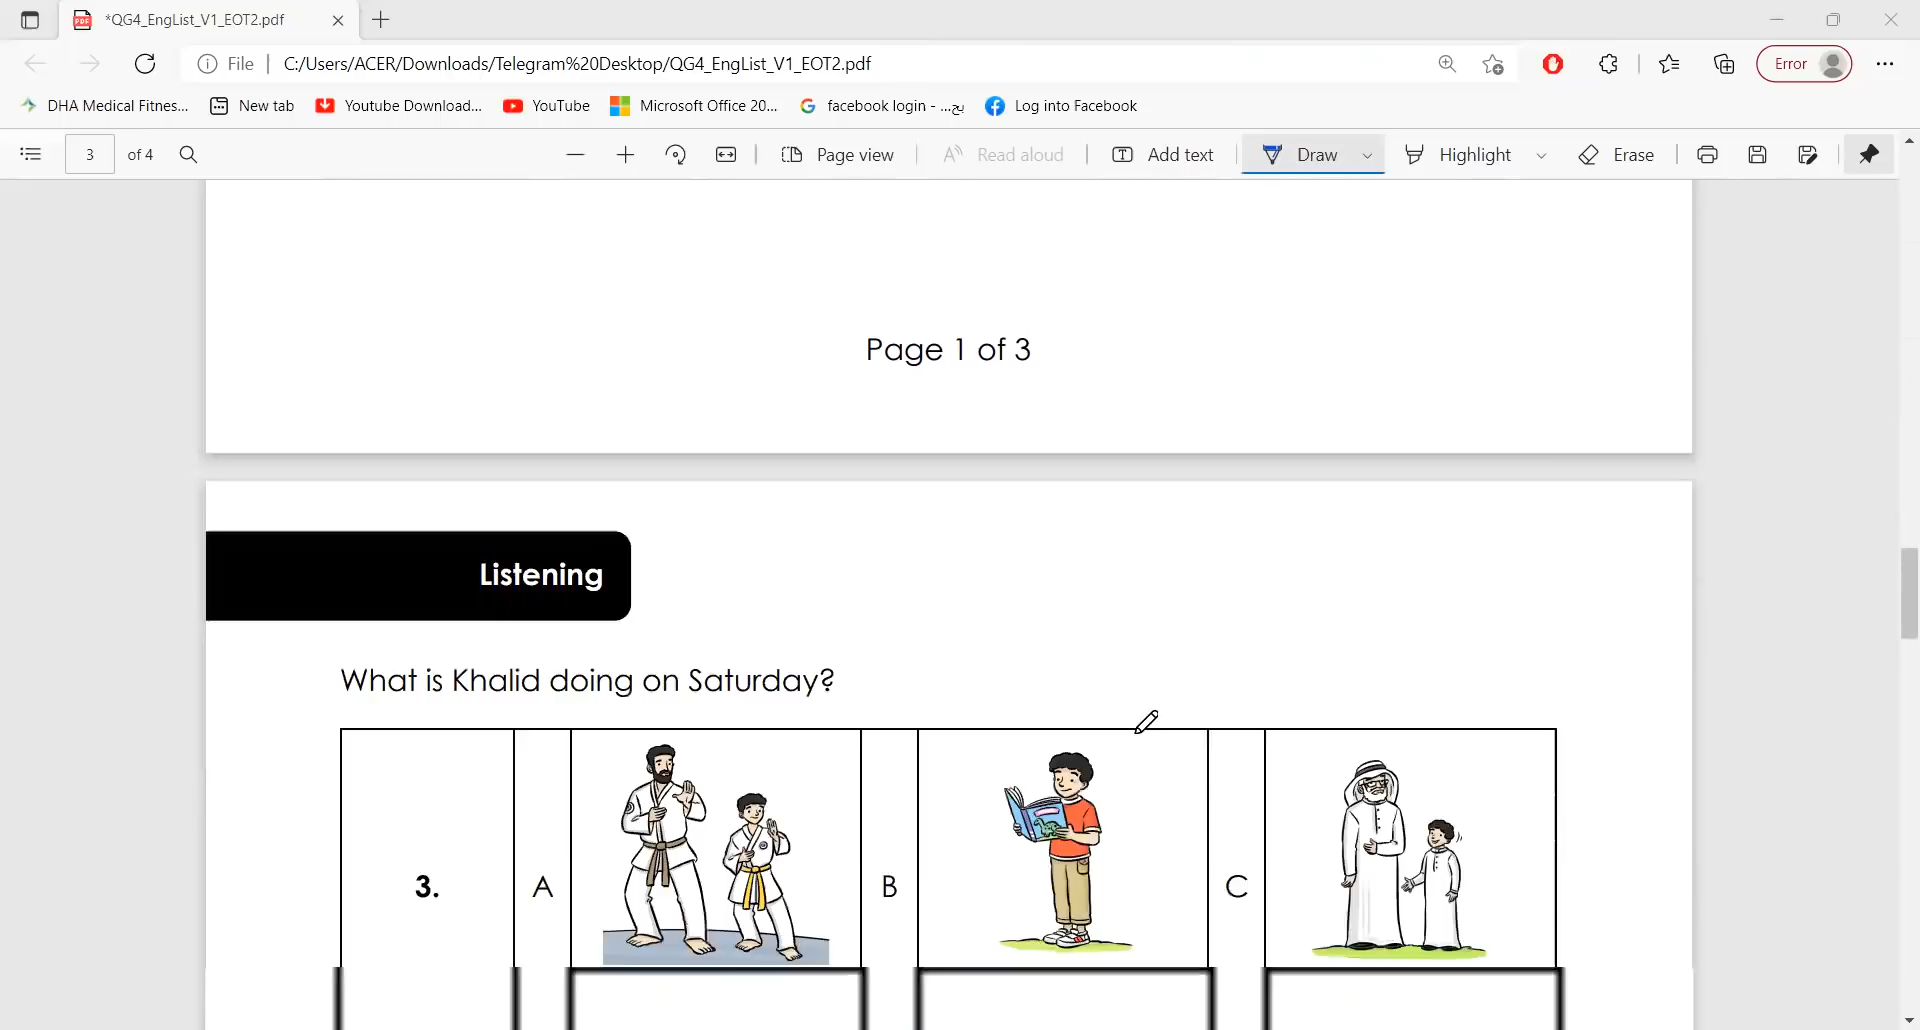 *QG4_EngList_V1_EOT2.pdf
File | C:/Users/ACER/Downloads/Telegram%20Desktop/QG4_EngList_V1_EOT2.pdf
Error
DHA Medical Fitnes... New tab Youtube Download... YouTube Microsoft Office 20... facebook login - ...بح Log into Facebook
3 of 4 Page view Read aloud Add text Draw Highlight Erase
Page 1 of 3
Listening
What is Khalid doing on Saturday?
3. A B C